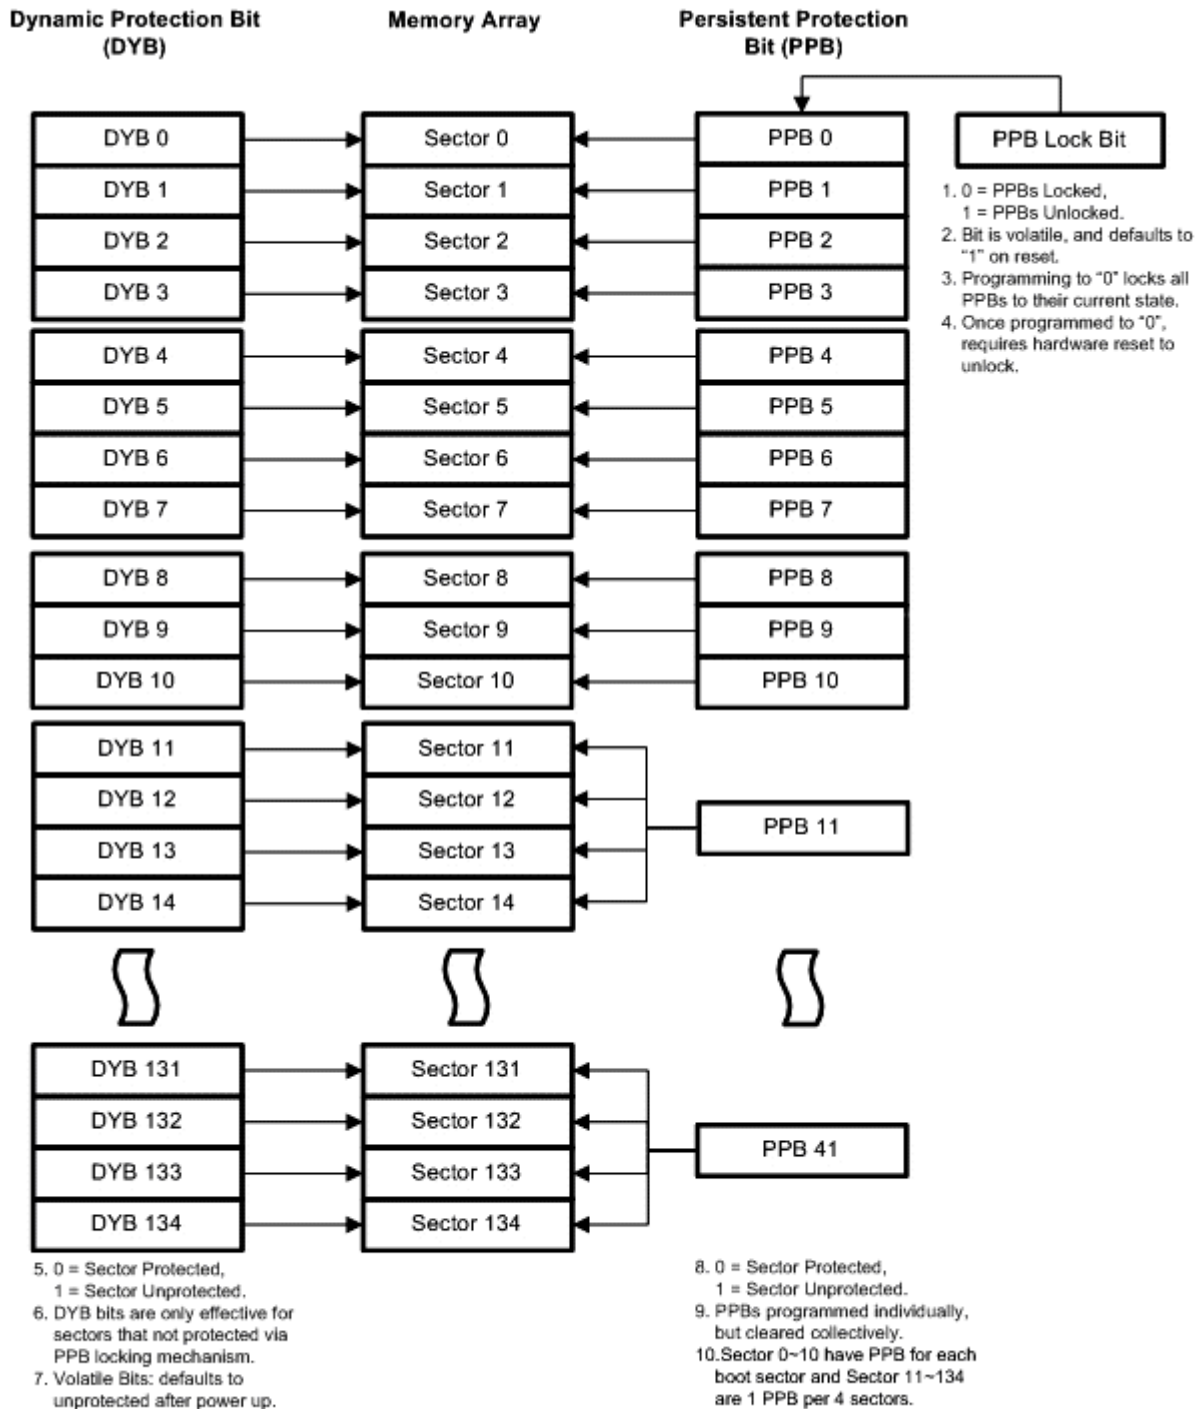 Dynamic Protection Bit
(DYB)
Memory Array
Persistent Protection
Bit (PPB)
DYB 0
Sector 0
PPB 0
PPB Lock Bit
DYB 1
Sector 1
PPB 1
DYB 2
Sector 2
PPB 2
DYB 3
Sector 3
PPB 3
1. 0 = PPBs Locked,
1 = PPBs Unlocked.
2. Bit is volatile, and defaults to
“1” on reset.
3. Programming to “0” locks all
PPBs to their current state.
4. Once programmed to “0”,
requires hardware reset to
unlock.
DYB 4
Sector 4
PPB 4
DYB 5
Sector 5
PPB 5
DYB 6
Sector 6
PPB 6
DYB 7
Sector 7
PPB 7
DYB 8
Sector 8
PPB 8
DYB 9
Sector 9
PPB 9
DYB 10
Sector 10
PPB 10
DYB 11
Sector 11
DYB 12
Sector 12
PPB 11
DYB 13
Sector 13
DYB 14
Sector 14
DYB 131
Sector 131
DYB 132
Sector 132
PPB 41
DYB 133
Sector 133
DYB 134
Sector 134
5. 0 = Sector Protected,
1 = Sector Unprotected.
6. DYB bits are only effective for
sectors that not protected via
PPB locking mechanism.
7. Volatile Bits: defaults to
unprotected after power up.
8. 0 = Sector Protected,
1 = Sector Unprotected.
9. PPBs programmed individually,
but cleared collectively.
10.Sector 0~10 have PPB for each
boot sector and Sector 11~134
are 1 PPB per 4 sectors.